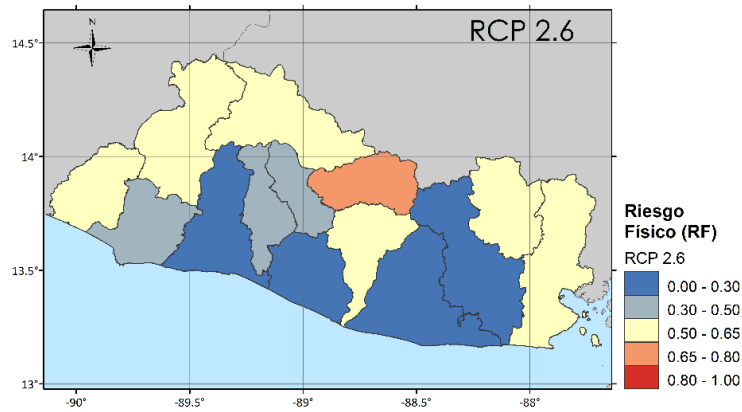 N
RCP 2.6
14.5°
14°
13.5°
13°
-90°
-89.5°
-89°
-88.5°
-88°
Riesgo
Físico (RF)
RCP 2.6
0.00 - 0.30
0.30 - 0.50
0.50 - 0.65
0.65 - 0.80
0.80 - 1.00